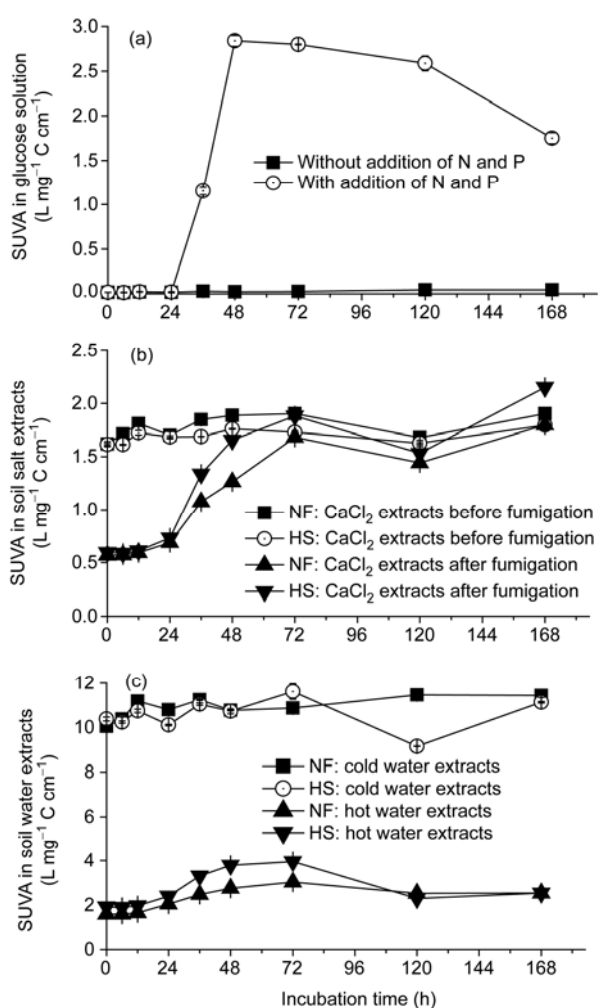 (a)
SUVA in glucose solution
(L mg⁻¹ C cm⁻¹)
3.0
2.5
2.0
1.5
1.0
0.5
0.0
Without addition of N and P
With addition of N and P
0 24 48 72 96 120 144 168
(b)
SUVA in soil salt extracts
(L mg⁻¹ C cm⁻¹)
2.5
2.0
1.5
1.0
0.5
0.0
NF: CaCl₂ extracts before fumigation
HS: CaCl₂ extracts before fumigation
NF: CaCl₂ extracts after fumigation
HS: CaCl₂ extracts after fumigation
0 24 48 72 96 120 144 168
(c)
SUVA in soil water extracts
(L mg⁻¹ C cm⁻¹)
12
10
8
6
4
2
0
NF: cold water extracts
HS: cold water extracts
NF: hot water extracts
HS: hot water extracts
0 24 48 72 96 120 144 168
Incubation time (h)